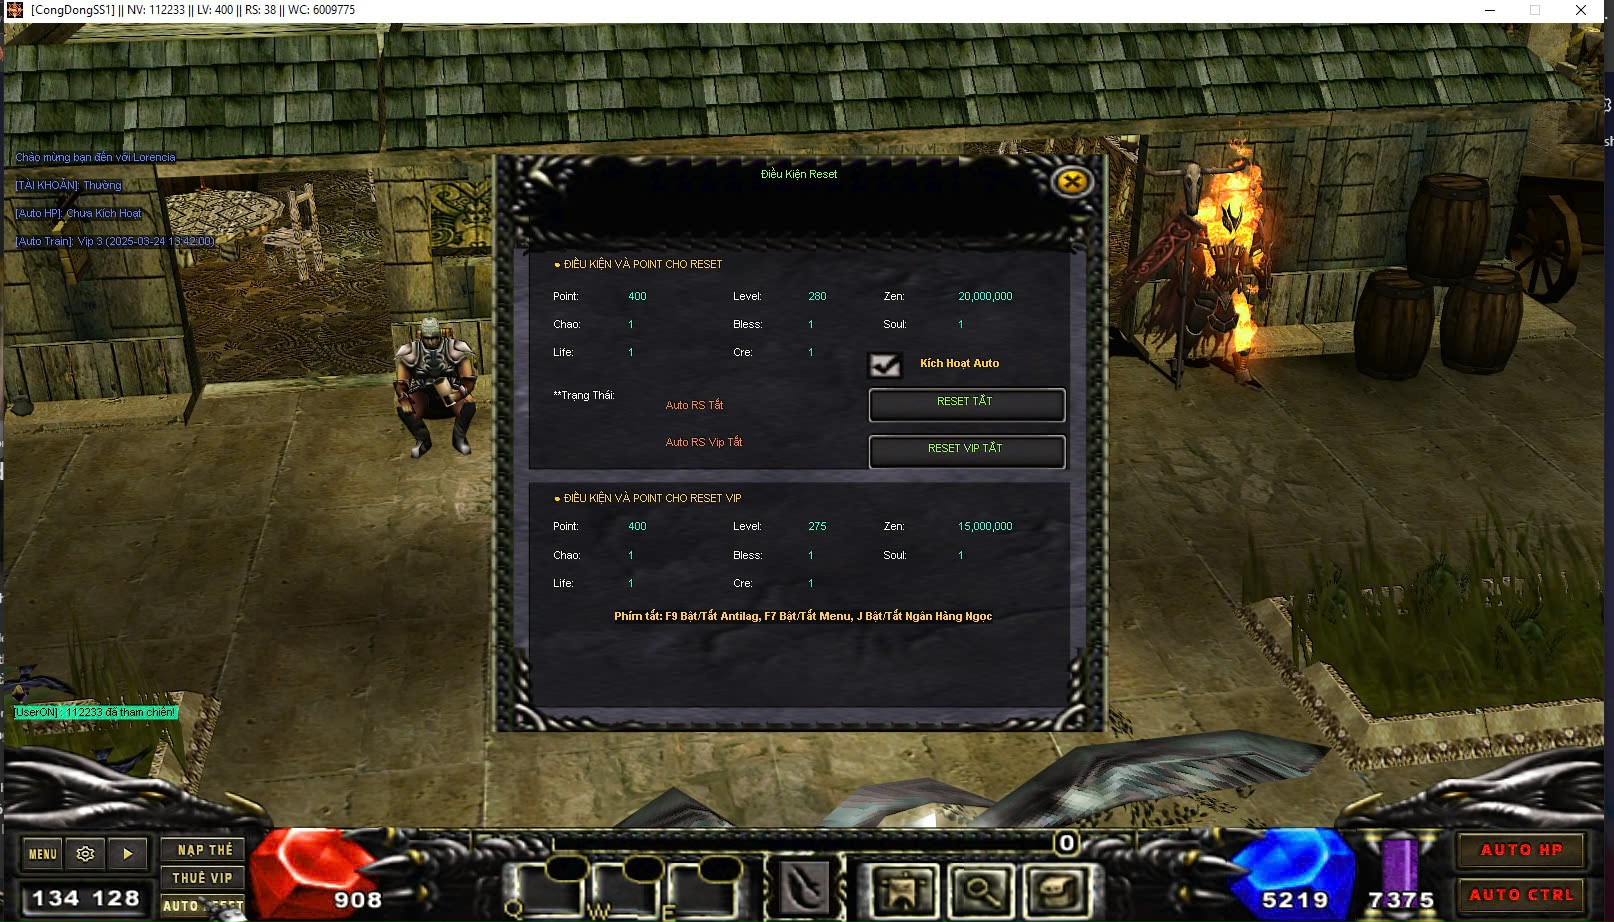 [CongDongSS1] || NV: 112233 || LV: 400 || RS: 38 || WC: 6009775
Chào mừng bạn đến với Lorencia
[TÀI KHOẢN]: Thường
[Auto HP]: Chưa Kích Hoạt
[Auto Train]: Vip 3 (2025-03-24 13:42:00)
Điều Kiện Reset
ĐIỀU KIỆN VÀ POINT CHO RESET
Point: 400 Level: 280 Zen: 20,000,000
Chao: 1 Bless: 1 Soul: 1
Life: 1 Cre: 1
Kích Hoạt Auto
**Trạng Thái:
Auto RS Tắt
RESET TẮT
Auto RS Vip Tắt
RESET VIP TẮT
ĐIỀU KIỆN VÀ POINT CHO RESET VIP
Point: 400 Level: 275 Zen: 15,000,000
Chao: 1 Bless: 1 Soul: 1
Life: 1 Cre: 1
Phím tắt: F9 Bật/Tắt Antilag, F7 Bật/Tắt Menu, J Bật/Tắt Ngân Hàng Ngọc
[UserON] : 112233 đã tham chiến!
0
MENU
NẠP THẺ
THUÊ VIP
AUTO RESET
134 128
908
Q
W
E
5219
7375
AUTO HP
AUTO CTRL